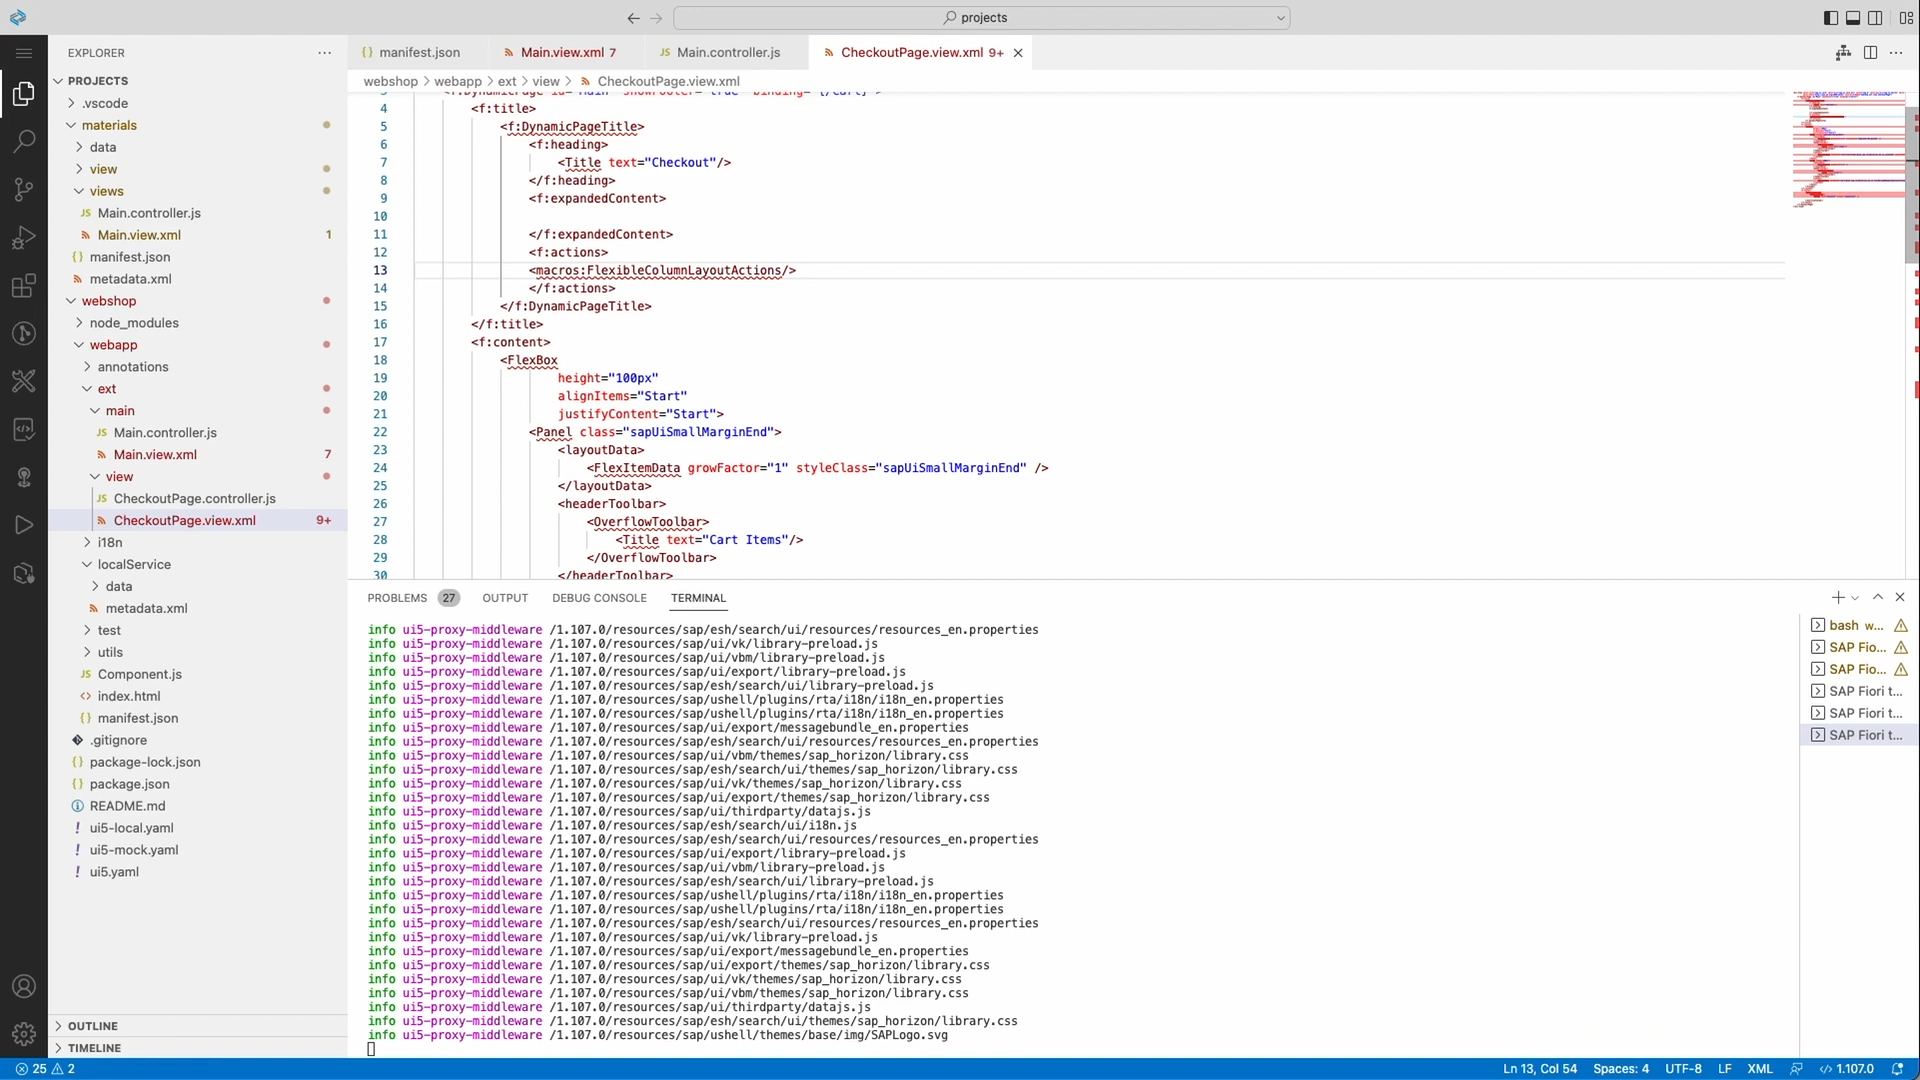 projects
EXPLORER
PROJECTS
.vscode
materials
data
view
views
Main.controller.js
Main.view.xml 1
manifest.json
metadata.xml
webshop
node_modules
webapp
annotations
ext
main
Main.controller.js
Main.view.xml 7
view
CheckoutPage.controller.js
CheckoutPage.view.xml 9+
i18n
localService
data
metadata.xml
test
utils
Component.js
index.html
manifest.json
.gitignore
package-lock.json
package.json
README.md
ui5-local.yaml
ui5-mock.yaml
ui5.yaml
OUTLINE
TIMELINE
manifest.json Main.view.xml 7 Main.controller.js CheckoutPage.view.xml 9+
webshop > webapp > ext > view > CheckoutPage.view.xml
4 <f:title>
5 <f:DynamicPageTitle>
6 <f:heading>
7 <Title text="Checkout"/>
8 </f:heading>
9 <f:expandedContent>
10
11 </f:expandedContent>
12 <f:actions>
13 <macros:FlexibleColumnLayoutActions/>
14 </f:actions>
15 </f:DynamicPageTitle>
16 </f:title>
17 <f:content>
18 <FlexBox
19 height="100px"
20 alignItems="Start"
21 justifyContent="Start">
22 <Panel class="sapUiSmallMarginEnd">
23 <layoutData>
24 <FlexItemData growFactor="1" styleClass="sapUiSmallMarginEnd" />
25 </layoutData>
26 <headerToolbar>
27 <OverflowToolbar>
28 <Title text="Cart Items"/>
29 </OverflowToolbar>
30 </headerToolbar>
PROBLEMS 27 OUTPUT DEBUG CONSOLE TERMINAL
info ui5-proxy-middleware /1.107.0/resources/sap/esh/search/ui/resources/resources_en.properties
info ui5-proxy-middleware /1.107.0/resources/sap/ui/vk/library-preload.js
info ui5-proxy-middleware /1.107.0/resources/sap/ui/vbm/library-preload.js
info ui5-proxy-middleware /1.107.0/resources/sap/ui/export/library-preload.js
info ui5-proxy-middleware /1.107.0/resources/sap/esh/search/ui/library-preload.js
info ui5-proxy-middleware /1.107.0/resources/sap/ushell/plugins/rta/i18n/i18n_en.properties
info ui5-proxy-middleware /1.107.0/resources/sap/ushell/plugins/rta/i18n/i18n_en.properties
info ui5-proxy-middleware /1.107.0/resources/sap/ui/export/messagebundle_en.properties
info ui5-proxy-middleware /1.107.0/resources/sap/esh/search/ui/resources/resources_en.properties
info ui5-proxy-middleware /1.107.0/resources/sap/ui/vbm/themes/sap_horizon/library.css
info ui5-proxy-middleware /1.107.0/resources/sap/esh/search/ui/themes/sap_horizon/library.css
info ui5-proxy-middleware /1.107.0/resources/sap/ui/vk/themes/sap_horizon/library.css
info ui5-proxy-middleware /1.107.0/resources/sap/ui/export/themes/sap_horizon/library.css
info ui5-proxy-middleware /1.107.0/resources/sap/ui/thirdparty/datajs.js
info ui5-proxy-middleware /1.107.0/resources/sap/esh/search/ui/i18n.js
info ui5-proxy-middleware /1.107.0/resources/sap/esh/search/ui/resources/resources_en.properties
info ui5-proxy-middleware /1.107.0/resources/sap/ui/export/library-preload.js
info ui5-proxy-middleware /1.107.0/resources/sap/ui/vbm/library-preload.js
info ui5-proxy-middleware /1.107.0/resources/sap/esh/search/ui/library-preload.js
info ui5-proxy-middleware /1.107.0/resources/sap/ushell/plugins/rta/i18n/i18n_en.properties
info ui5-proxy-middleware /1.107.0/resources/sap/ushell/plugins/rta/i18n/i18n_en.properties
info ui5-proxy-middleware /1.107.0/resources/sap/esh/search/ui/resources/resources_en.properties
info ui5-proxy-middleware /1.107.0/resources/sap/ui/vk/library-preload.js
info ui5-proxy-middleware /1.107.0/resources/sap/ui/export/messagebundle_en.properties
info ui5-proxy-middleware /1.107.0/resources/sap/ui/export/themes/sap_horizon/library.css
info ui5-proxy-middleware /1.107.0/resources/sap/ui/vk/themes/sap_horizon/library.css
info ui5-proxy-middleware /1.107.0/resources/sap/ui/vbm/themes/sap_horizon/library.css
info ui5-proxy-middleware /1.107.0/resources/sap/ui/thirdparty/datajs.js
info ui5-proxy-middleware /1.107.0/resources/sap/esh/search/ui/themes/sap_horizon/library.css
info ui5-proxy-middleware /1.107.0/resources/sap/ushell/themes/base/img/SAPLogo.svg
bash w...
SAP Fio...
SAP Fio...
SAP Fiori t...
SAP Fiori t...
SAP Fiori t...
25 2 Ln 13, Col 54 Spaces: 4 UTF-8 LF XML 1.107.0